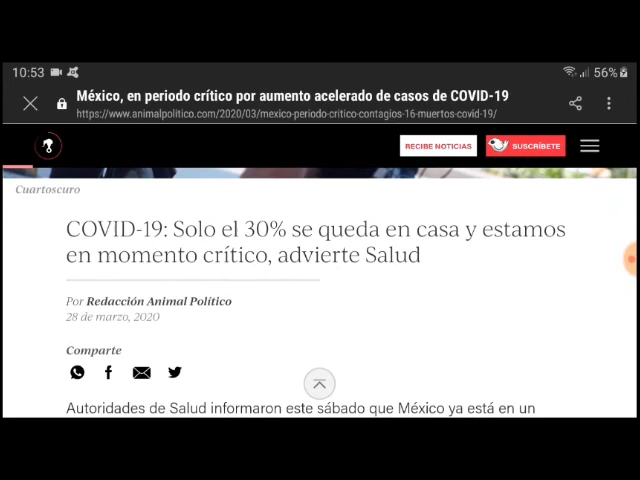 10:53
56%
México, en periodo crítico por aumento acelerado de casos de COVID-19
https://www.animalpolitico.com/2020/03/mexico-periodo-critico-contagios-16-muertos-covid-19/
RECIBE NOTICIAS
SUSCRÍBETE
Cuartoscuro
COVID-19: Solo el 30% se queda en casa y estamos
en momento crítico, advierte Salud
Por Redacción Animal Político
28 de marzo, 2020
Comparte
Autoridades de Salud informaron este sábado que México ya está en un